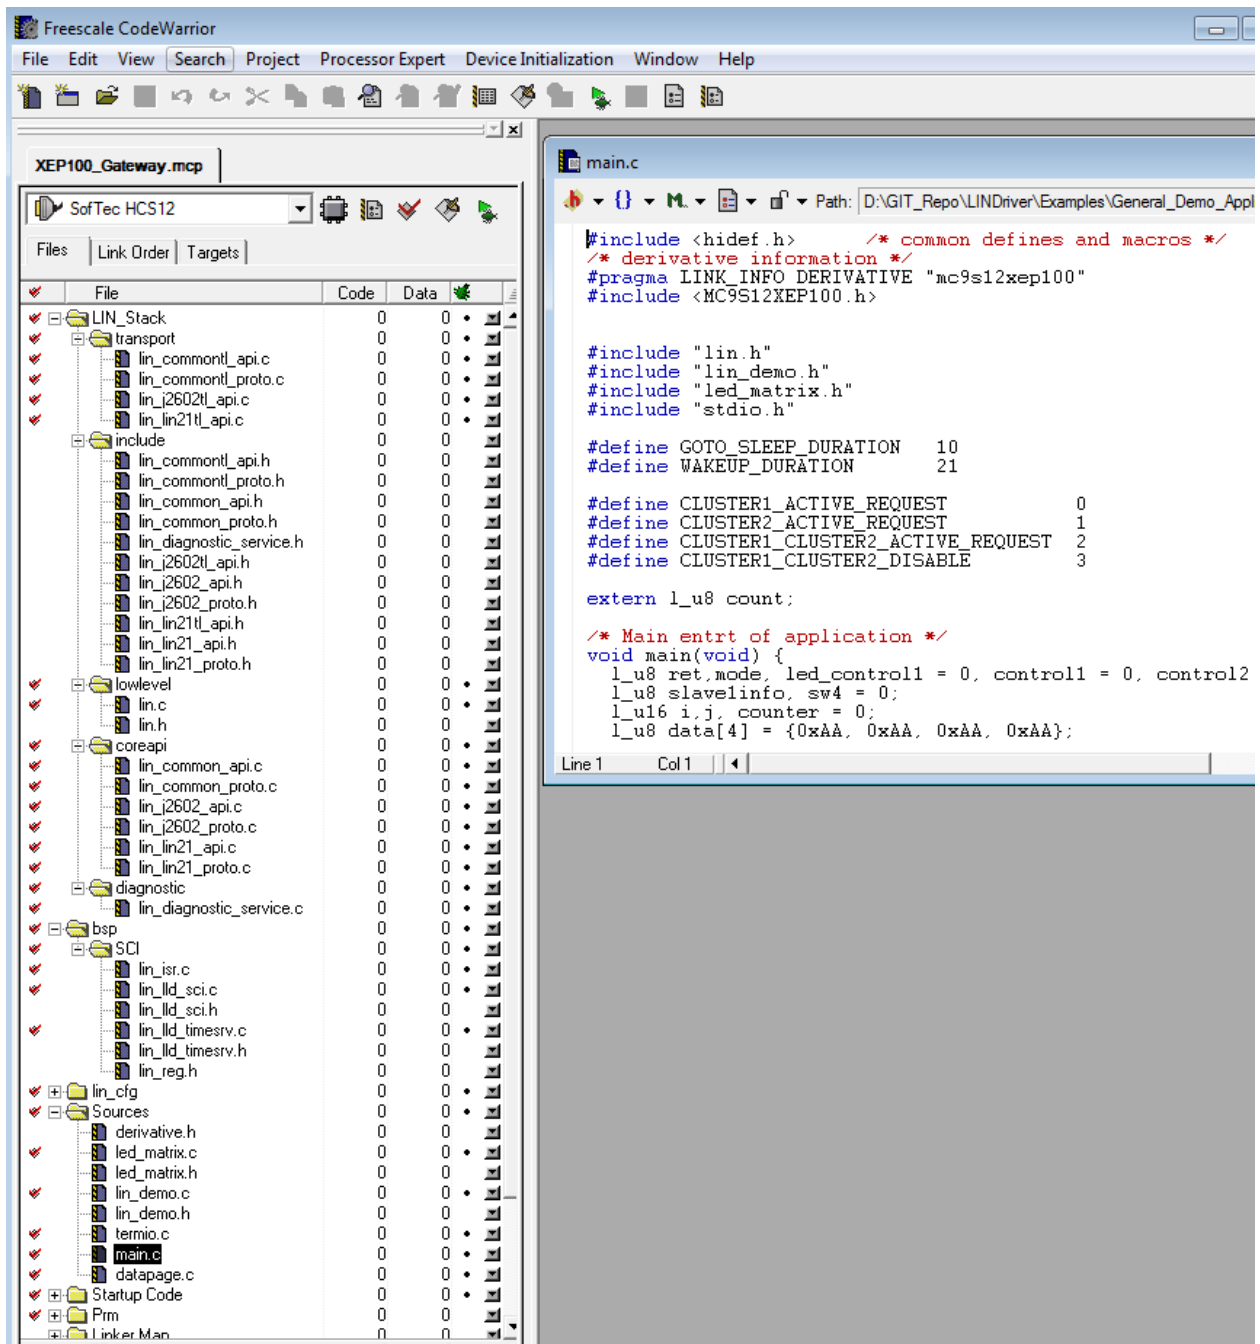 Freescale CodeWarrior
File Edit View Search Project Processor Expert Device Initialization Window Help
XEP100_Gateway.mcp
SofTec HCS12
Files Link Order Targets
File Code Data
LIN_Stack 0 0
transport 0 0
lin_commontl_api.c 0 0
lin_commontl_proto.c 0 0
lin_j2602tl_api.c 0 0
lin_lin21tl_api.c 0 0
include 0 0
lin_commontl_api.h 0 0
lin_commontl_proto.h 0 0
lin_common_api.h 0 0
lin_common_proto.h 0 0
lin_diagnostic_service.h 0 0
lin_j2602tl_api.h 0 0
lin_j2602_api.h 0 0
lin_j2602_proto.h 0 0
lin_lin21tl_api.h 0 0
lin_lin21_api.h 0 0
lin_lin21_proto.h 0 0
lowlevel 0 0
lin.c 0 0
lin.h 0 0
coreapi 0 0
lin_common_api.c 0 0
lin_common_proto.c 0 0
lin_j2602_api.c 0 0
lin_j2602_proto.c 0 0
lin_lin21_api.c 0 0
lin_lin21_proto.c 0 0
diagnostic 0 0
lin_diagnostic_service.c 0 0
bsp 0 0
SCI 0 0
lin_isr.c 0 0
lin_lld_sci.c 0 0
lin_lld_sci.h 0 0
lin_lld_timesrv.c 0 0
lin_lld_timesrv.h 0 0
lin_reg.h 0 0
lin_cfg 0 0
Sources 0 0
derivative.h 0 0
led_matrix.c 0 0
led_matrix.h 0 0
lin_demo.c 0 0
lin_demo.h 0 0
termio.c 0 0
main.c 0 0
datapage.c 0 0
Startup Code 0 0
Prm 0 0
Linker Map 0 0
main.c
Path: D:\GIT_Repo\LINDriver\Examples\General_Demo_Appl
#include <hidef.h> /* common defines and macros */
/* derivative information */
#pragma LINK_INFO DERIVATIVE "mc9s12xep100"
#include <MC9S12XEP100.h>
#include "lin.h"
#include "lin_demo.h"
#include "led_matrix.h"
#include "stdio.h"
#define GOTO_SLEEP_DURATION 10
#define WAKEUP_DURATION 21
#define CLUSTER1_ACTIVE_REQUEST 0
#define CLUSTER2_ACTIVE_REQUEST 1
#define CLUSTER1_CLUSTER2_ACTIVE_REQUEST 2
#define CLUSTER1_CLUSTER2_DISABLE 3
extern l_u8 count;
/* Main entrt of application */
void main(void) {
l_u8 ret,mode, led_control1 = 0, control1 = 0, control2
l_u8 slave1info, sw4 = 0;
l_u16 i,j, counter = 0;
l_u8 data[4] = {0xAA, 0xAA, 0xAA, 0xAA};
Line 1 Col 1